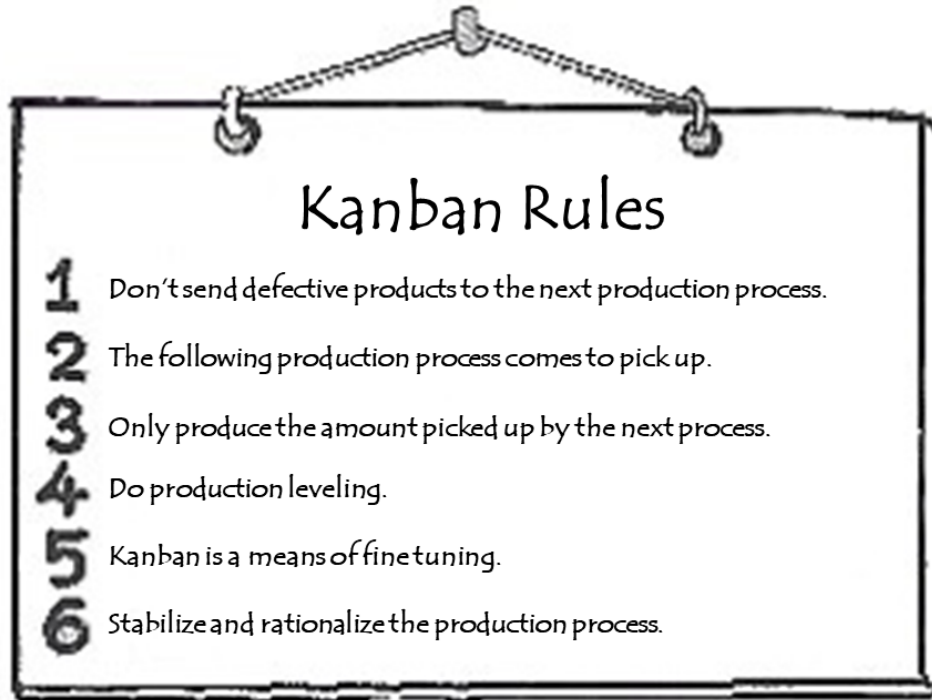 Kanban Rules
1 Don't send defective products to the next production process.
2 The following production process comes to pick up.
3 Only produce the amount picked up by the next process.
4 Do production leveling.
5 Kanban is a means of fine tuning.
6 Stabilize and rationalize the production process.